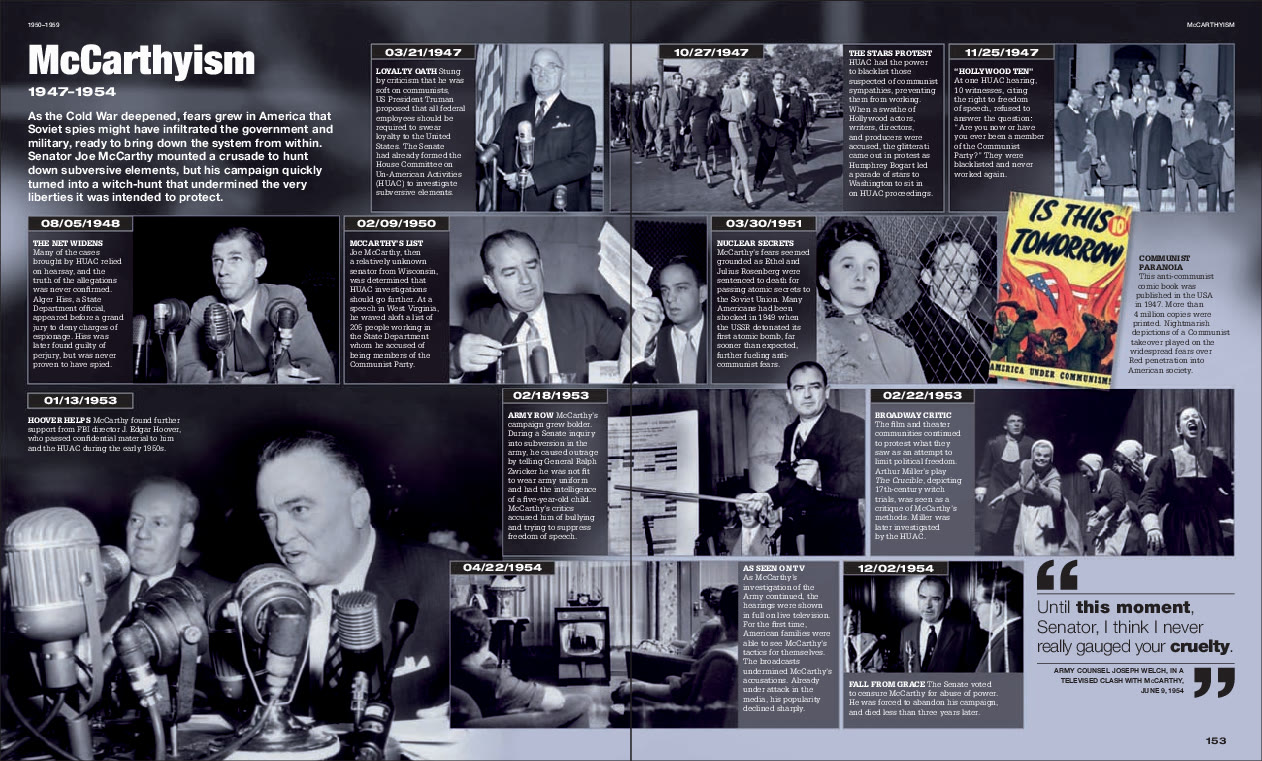 1950–1959
McCARTHYISM
McCarthyism
1947–1954
As the Cold War deepened, fears grew in America that
Soviet spies might have infiltrated the government and
military, ready to bring down the system from within.
Senator Joe McCarthy mounted a crusade to hunt
down subversive elements, but his campaign quickly
turned into a witch-hunt that undermined the very
liberties it was intended to protect.
03/21/1947
LOYALTY OATH Stung
by criticism that he was
soft on communists,
US President Truman
proposed that all federal
employees should be
required to swear
loyalty to the United
States. The Senate
had already formed the
House Committee on
Un-American Activities
(HUAC) to investigate
subversive elements.
10/27/1947
THE STARS PROTEST
HUAC had the power
to blacklist those
suspected of communist
sympathies, preventing
them from working.
When a swathe of
Hollywood actors,
writers, directors,
and producers were
accused, the glitterati
came out in protest as
Humphrey Bogart led
a parade of stars to
Washington to sit in
on HUAC proceedings.
11/25/1947
"HOLLYWOOD TEN"
At one HUAC hearing,
10 witnesses, citing
the right to freedom
of speech, refused to
answer the question:
"Are you now or have
you ever been a member
of the Communist
Party?" They were
blacklisted and never
worked again.
08/05/1948
THE NET WIDENS
Many of the cases
brought by HUAC relied
on hearsay, and the
truth of the allegations
was never confirmed.
Alger Hiss, a State
Department official,
appeared before a grand
jury to deny charges of
espionage. Hiss was
later found guilty of
perjury, but was never
proven to have spied.
02/09/1950
MCCARTHY'S LIST
Joe McCarthy, then
a relatively unknown
senator from Wisconsin,
was determined that
HUAC investigations
should go further. At a
speech in West Virginia,
he waved aloft a list of
205 people working in
the State Department
whom he accused of
being members of the
Communist Party.
03/30/1951
NUCLEAR SECRETS
McCarthy's fears seemed
grounded as Ethel and
Julius Rosenberg were
sentenced to death for
passing atomic secrets to
the Soviet Union. Many
Americans had been
shocked in 1949 when
the USSR detonated its
first atomic bomb, far
sooner than expected,
further fueling anti-
communist fears.
IS THIS
TOMORROW
10¢
AMERICA UNDER COMMUNISM!
COMMUNIST
PARANOIA
This anti-communist
comic book was
published in the USA
in 1947. More than
4 million copies were
printed. Nightmarish
depictions of a Communist
takeover played on the
widespread fears over
Red penetration into
American society.
01/13/1953
HOOVER HELPS McCarthy found further
support from FBI director J. Edgar Hoover,
who passed confidential material to him
and the HUAC during the early 1950s.
02/18/1953
ARMY ROW McCarthy's
campaign grew bolder.
During a Senate inquiry
into subversion in the
army, he caused outrage
by telling General Ralph
Zwicker he was not fit
to wear army uniform
and had the intelligence
of a five-year-old child.
McCarthy's critics
accused him of bullying
and trying to suppress
freedom of speech.
02/22/1953
BROADWAY CRITIC
The film and theater
communities continued
to protest what they
saw as an attempt to
limit political freedom.
Arthur Miller's play
The Crucible, depicting
17th-century witch
trials, was seen as a
critique of McCarthy's
methods. Miller was
later investigated
by the HUAC.
04/22/1954
AS SEEN ON TV
As McCarthy's
investigation of the
Army continued, the
hearings were shown
in full on live television.
For the first time,
American families were
able to see McCarthy's
tactics for themselves.
The broadcasts
undermined McCarthy's
accusations. Already
under attack in the
media, his popularity
declined sharply.
12/02/1954
FALL FROM GRACE The Senate voted
to censure McCarthy for abuse of power.
He was forced to abandon his campaign,
and died less than three years later.
“
Until this moment,
Senator, I think I never
really gauged your cruelty.
ARMY COUNSEL JOSEPH WELCH, IN A
TELEVISED CLASH WITH McCARTHY,
JUNE 9, 1954
”
153